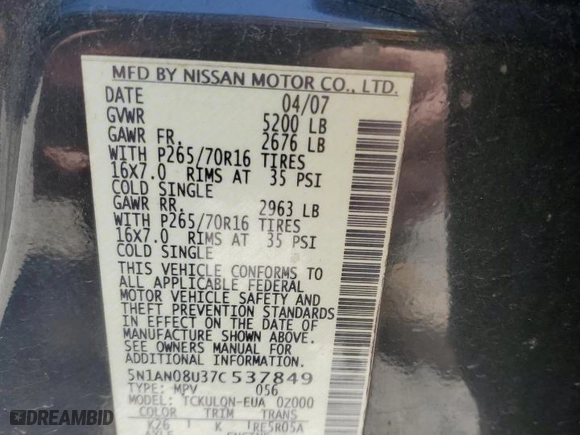 MFD BY NISSAN MOTOR CO., LTD.
DATE 04/07
GVWR 5200 LB
GAWR FR. 2676 LB
WITH P265/70R16 TIRES
16X7.0 RIMS AT 35 PSI
COLD SINGLE
GAWR RR. 2963 LB
WITH P265/70R16 TIRES
16X7.0 RIMS AT 35 PSI
COLD SINGLE
THIS VEHICLE CONFORMS TO
ALL APPLICABLE FEDERAL
MOTOR VEHICLE SAFETY AND
THEFT PREVENTION STANDARDS
IN EFFECT ON THE DATE OF
MANUFACTURE SHOWN ABOVE.
SEE OWNERS MANUAL FOR
ADDITIONAL INFORMATION
5N1AN08U37C537849
TYPE: MPV 056
MODEL: TCKULQN-EUA 02000
COLOR TRIM TRANS
K26 K RE5R05A
DREAMBID